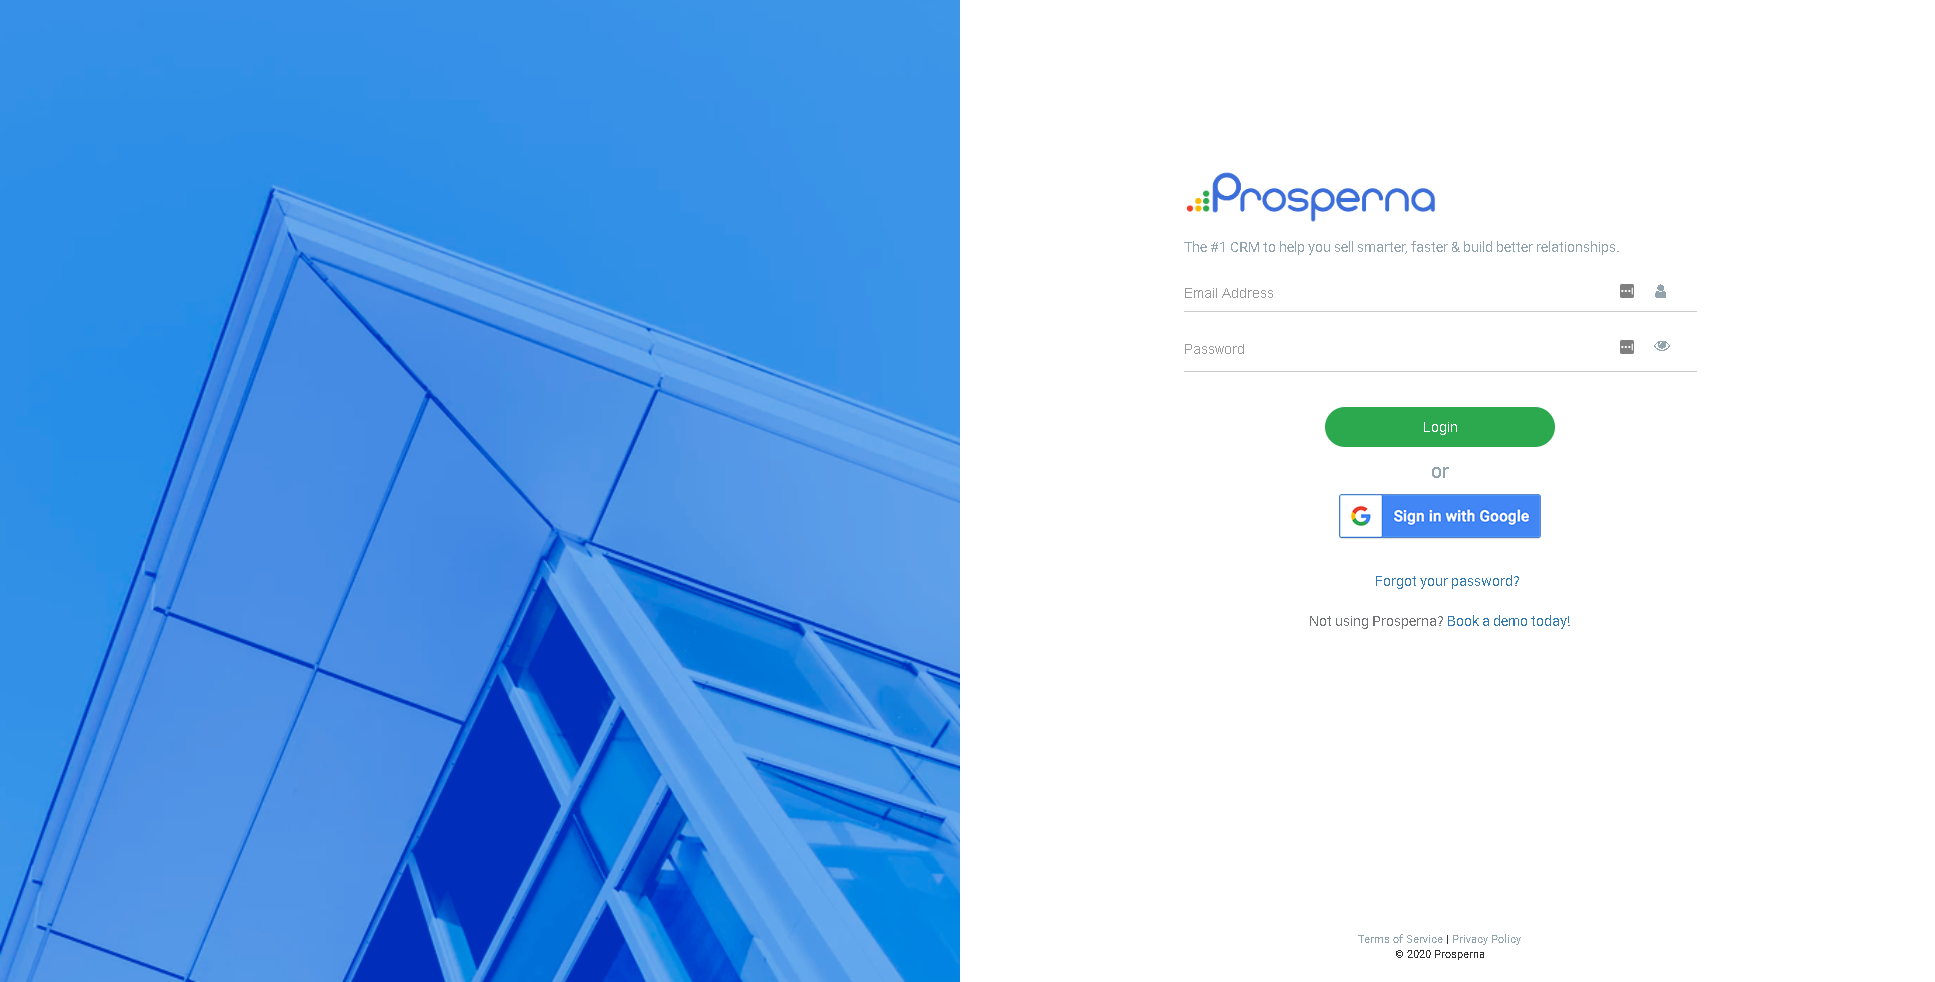 Prosperna
The #1 CRM to help you sell smarter, faster & build better relationships.
Email Address
Password
Login
or
Sign in with Google
Forgot your password?
Not using Prosperna? Book a demo today!
Terms of Service | Privacy Policy
© 2020 Prosperna